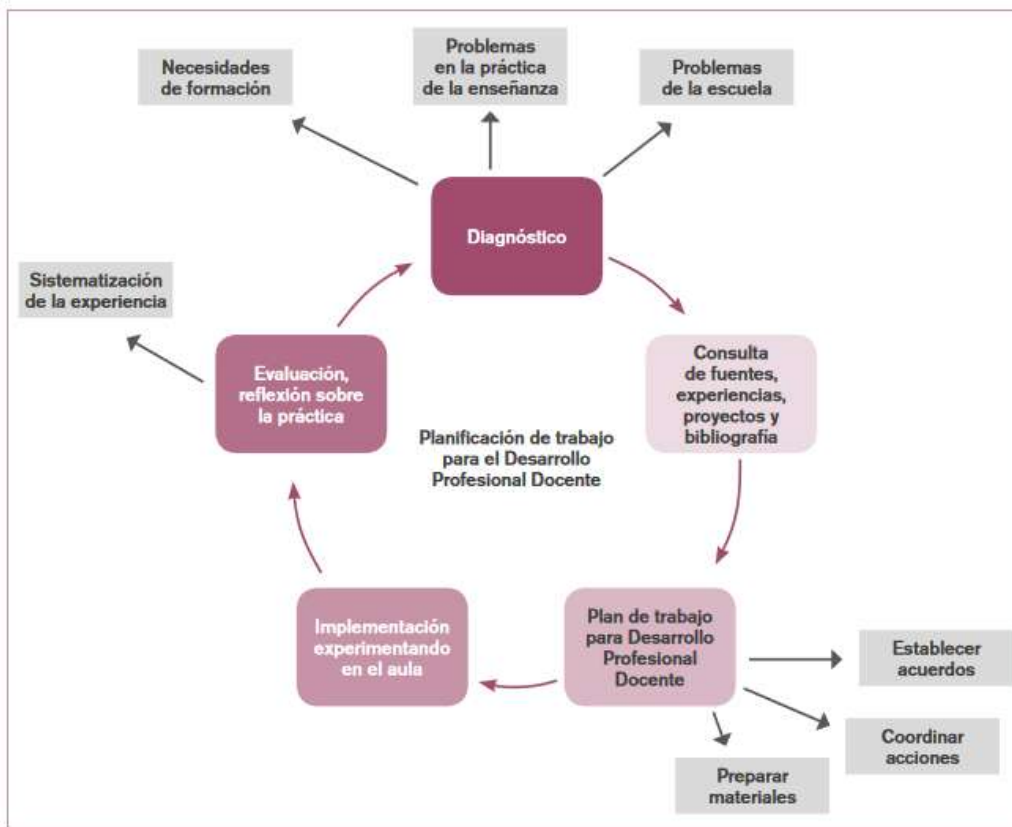 Necesidades
de formación
Problemas
en la práctica
de la enseñanza
Problemas
de la escuela
Diagnóstico
Sistematización
de la experiencia
Evaluación,
reflexión sobre
la práctica
Consulta
de fuentes,
experiencias,
proyectos y
bibliografía
Planificación de trabajo
para el Desarrollo
Profesional Docente
Implementación
experimentando
en el aula
Plan de trabajo
para Desarrollo
Profesional
Docente
Establecer
acuerdos
Coordinar
acciones
Preparar
materiales